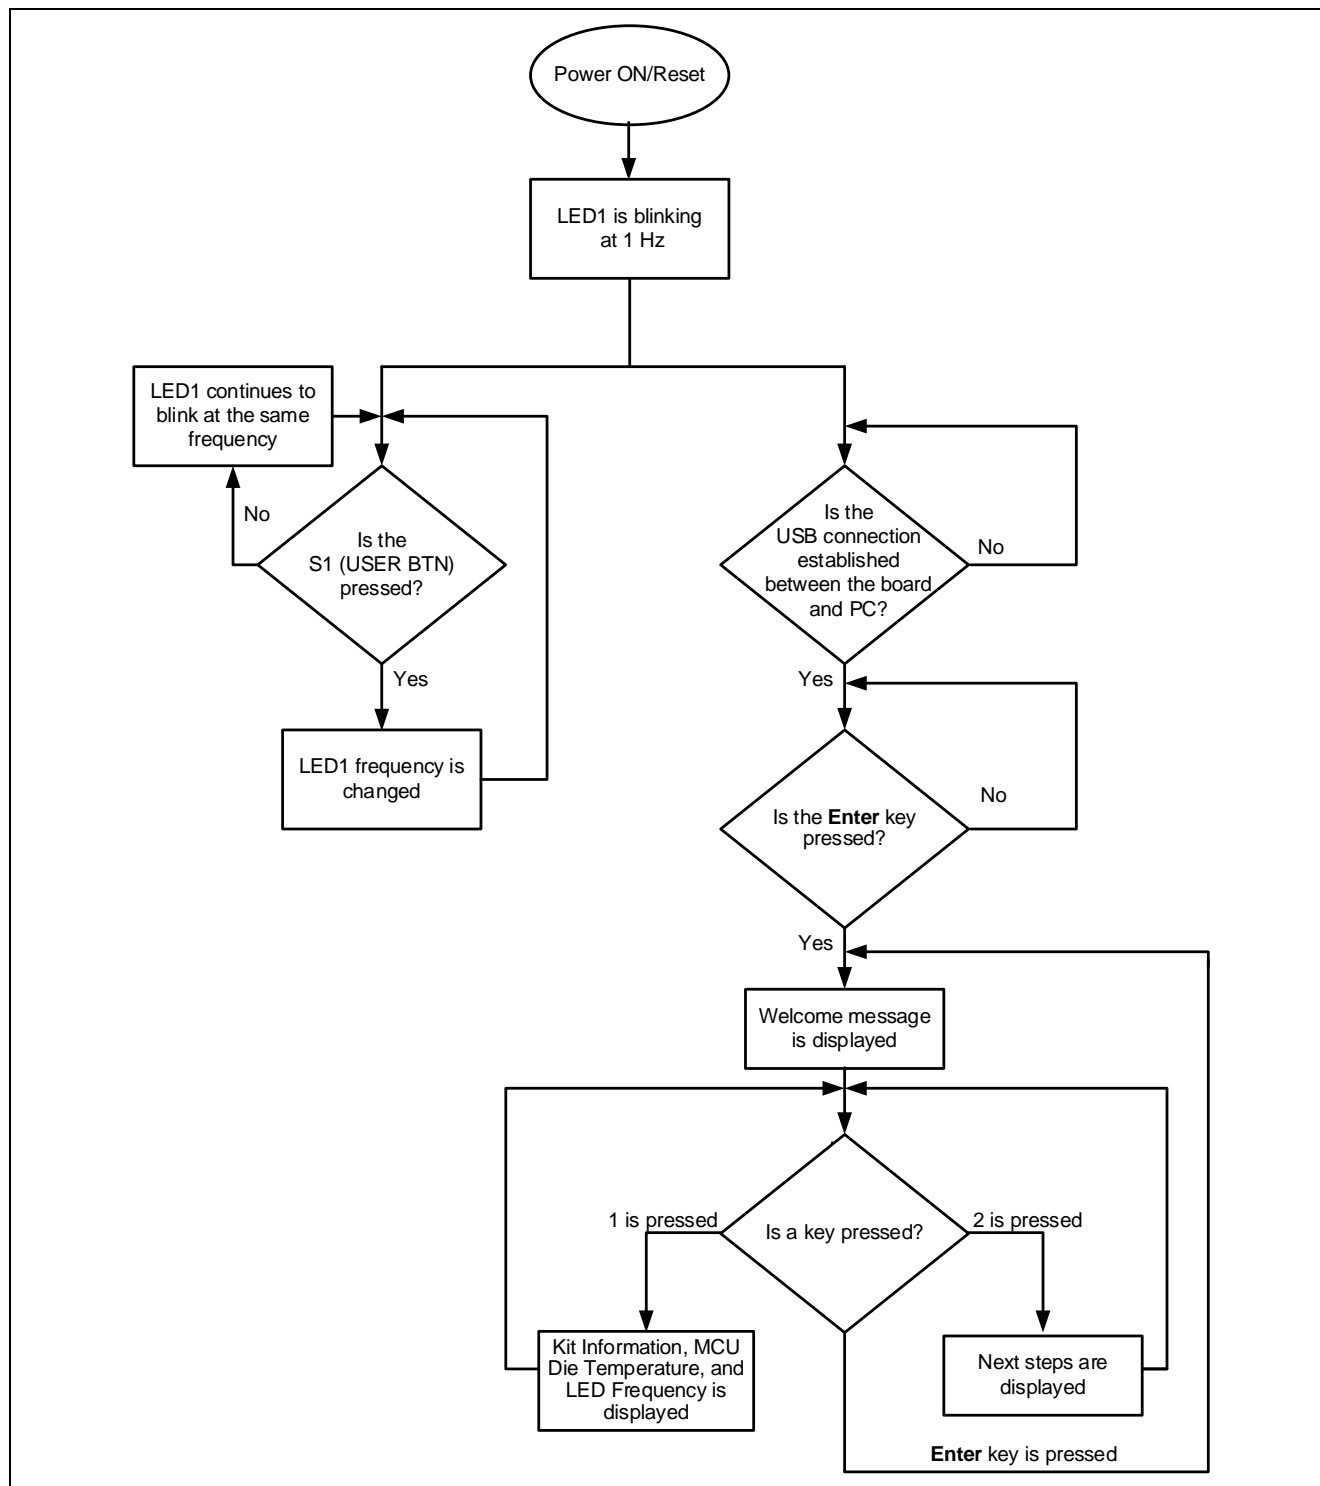 Power ON/Reset
LED1 is blinking
at 1 Hz
LED1 continues to
blink at the same
frequency
No
Is the
S1 (USER BTN)
pressed?
Yes
LED1 frequency is
changed
Is the
USB connection
established
between the board
and PC?
No
Yes
Is the Enter key
pressed?
No
Yes
Welcome message
is displayed
Is a key pressed?
1 is pressed
2 is pressed
Kit Information, MCU
Die Temperature, and
LED Frequency is
displayed
Next steps are
displayed
Enter key is pressed